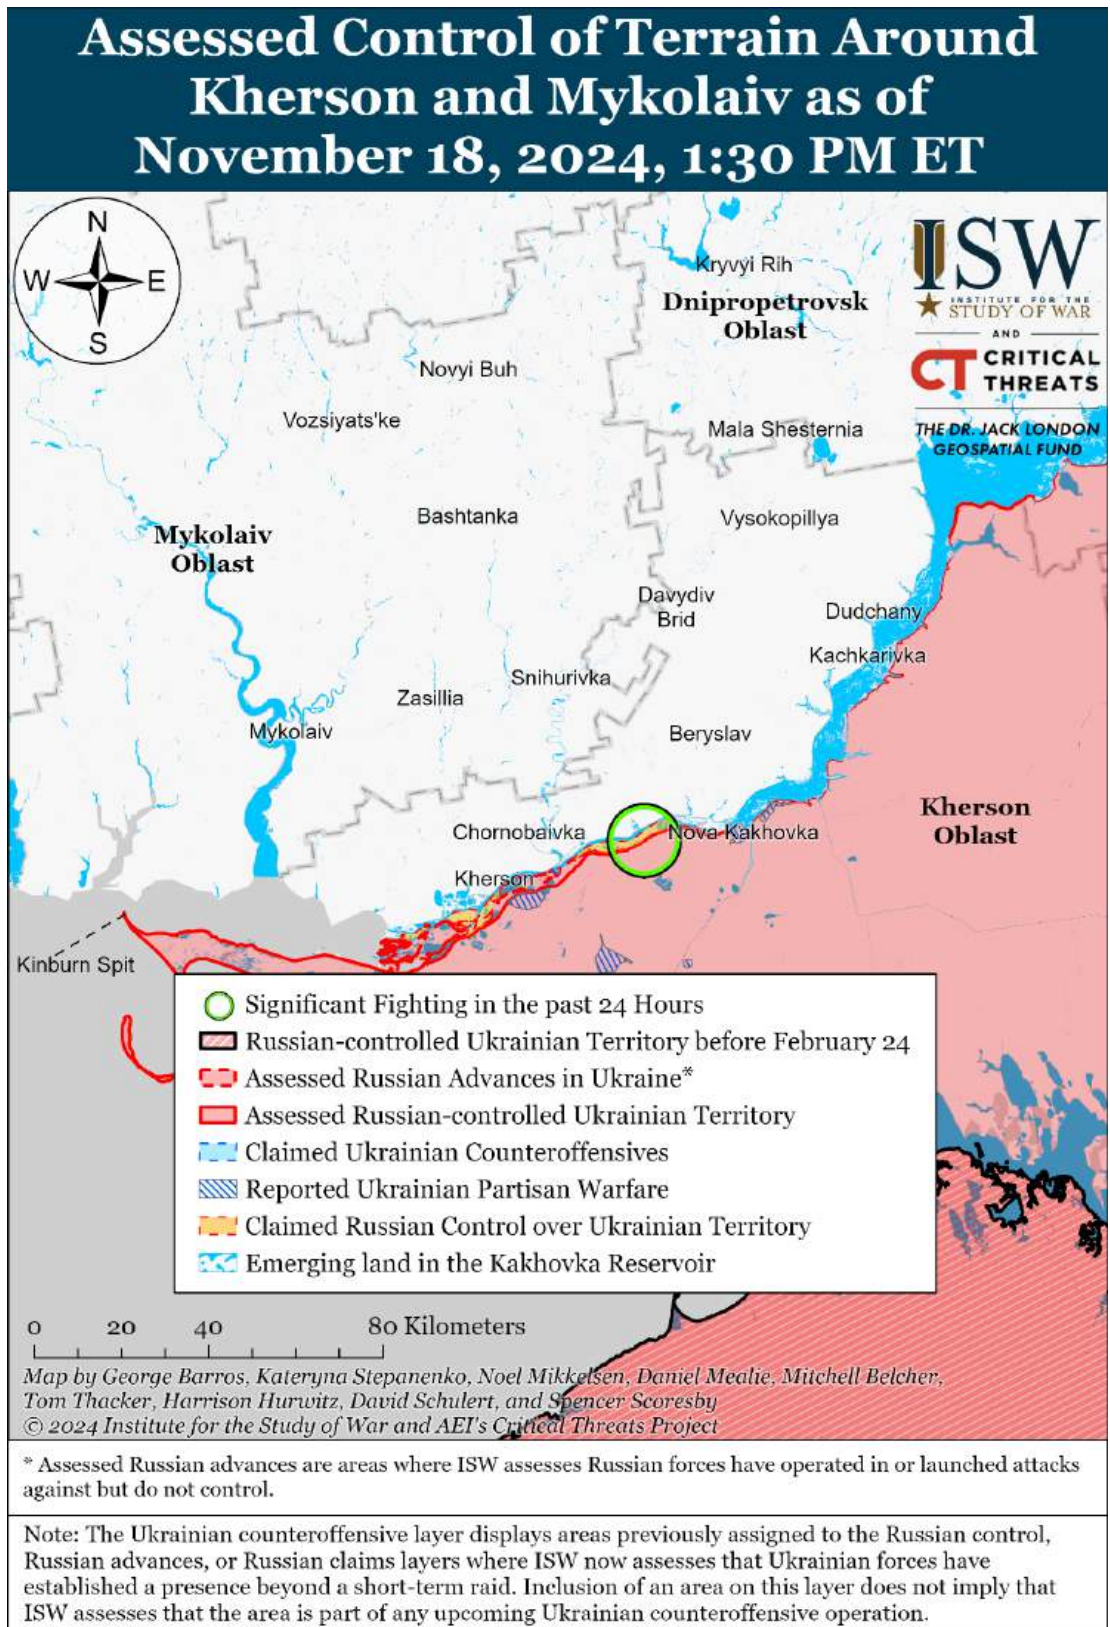 Assessed Control of Terrain Around
Kherson and Mykolaiv as of
November 18, 2024, 1:30 PM ET
N
W
E
S
ISW
INSTITUTE FOR THE
STUDY OF WAR
AND
CT CRITICAL
THREATS
THE DR. JACK LONDON
GEOSPATIAL FUND
Kryvyi Rih
Dnipropetrovsk
Oblast
Novyi Buh
Vozsiyats'ke
Mala Shesternia
Bashtanka
Vysokopillya
Mykolaiv
Oblast
Davydiv
Brid
Dudchany
Kachkarivka
Snihurivka
Zasillia
Mykolaiv
Beryslav
Kherson
Oblast
Chornobaivka
Nova Kakhovka
Kherson
Kinburn Spit
Significant Fighting in the past 24 Hours
Russian-controlled Ukrainian Territory before February 24
Assessed Russian Advances in Ukraine*
Assessed Russian-controlled Ukrainian Territory
Claimed Ukrainian Counteroffensives
Reported Ukrainian Partisan Warfare
Claimed Russian Control over Ukrainian Territory
Emerging land in the Kakhovka Reservoir
0 20 40 80 Kilometers
Map by George Barros, Kateryna Stepanenko, Noel Mikkelsen, Daniel Mealie, Mitchell Belcher,
Tom Thacker, Harrison Hurwitz, David Schulert, and Spencer Scoresby
© 2024 Institute for the Study of War and AEI's Critical Threats Project
* Assessed Russian advances are areas where ISW assesses Russian forces have operated in or launched attacks
against but do not control.
Note: The Ukrainian counteroffensive layer displays areas previously assigned to the Russian control,
Russian advances, or Russian claims layers where ISW now assesses that Ukrainian forces have
established a presence beyond a short-term raid. Inclusion of an area on this layer does not imply that
ISW assesses that the area is part of any upcoming Ukrainian counteroffensive operation.